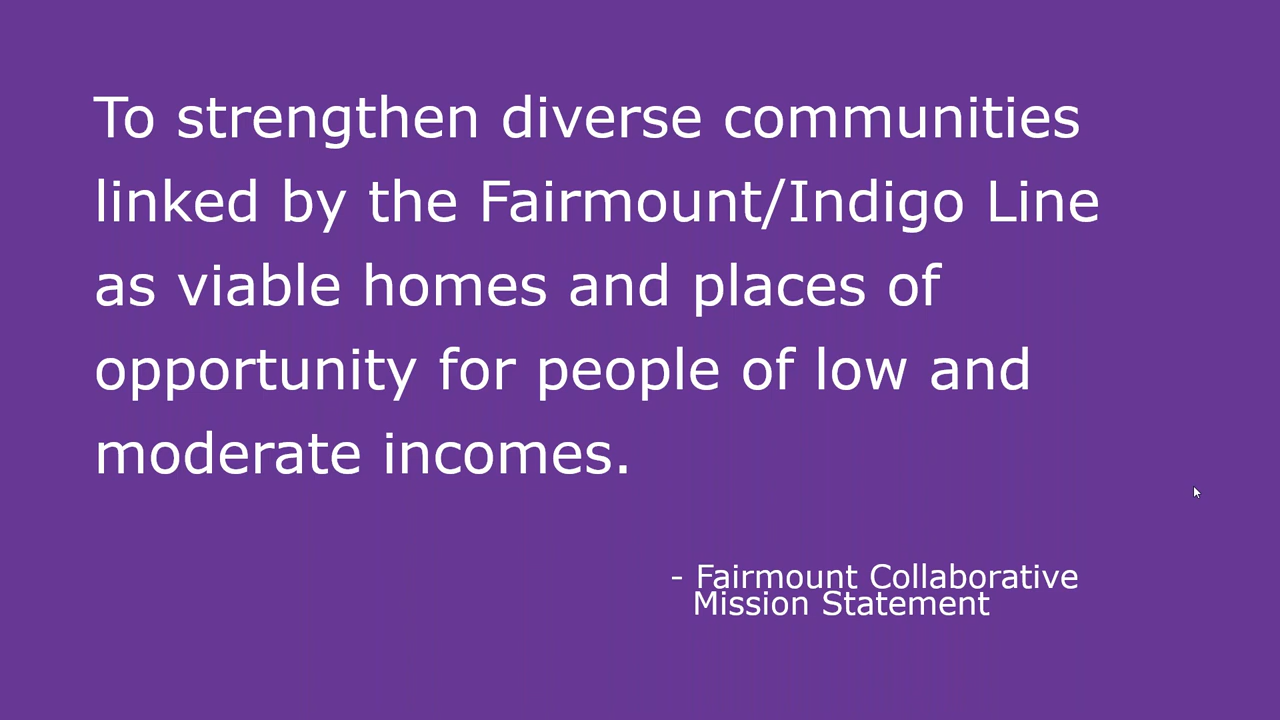 To strengthen diverse communities
linked by the Fairmount/Indigo Line
as viable homes and places of
opportunity for people of low and
moderate incomes.
- Fairmount Collaborative
Mission Statement